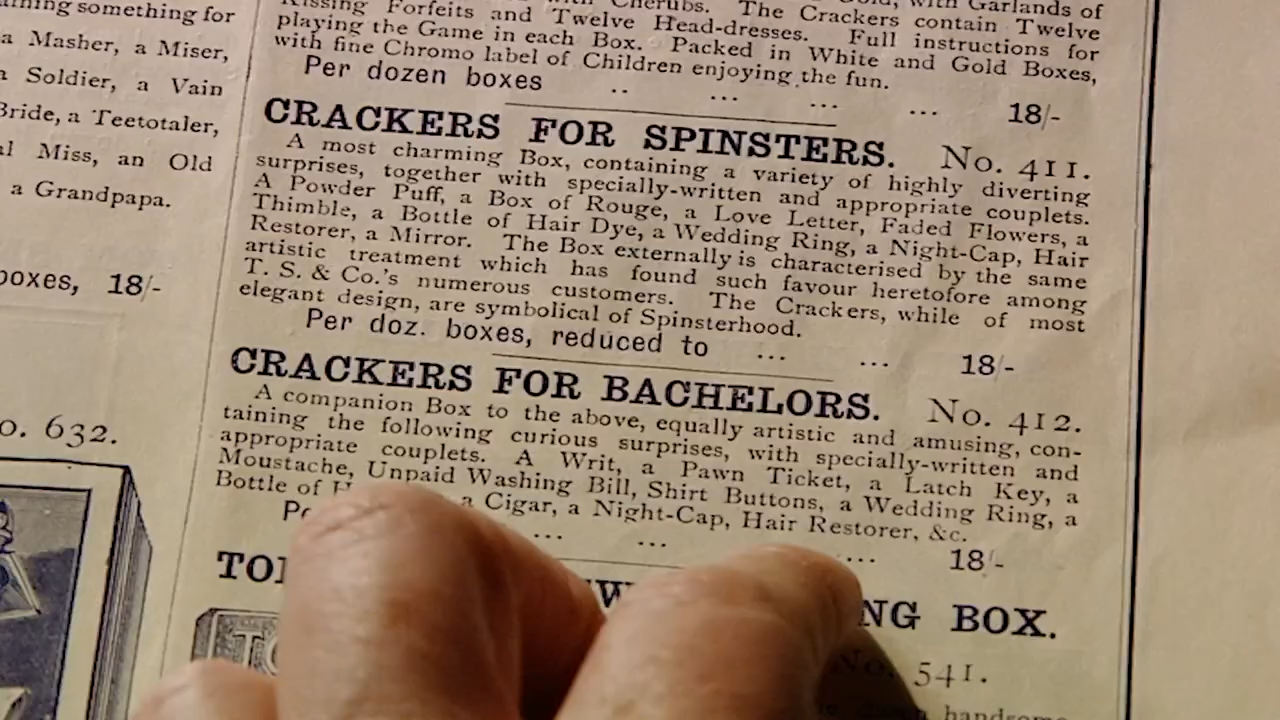 something for
a Masher, a Miser,
a Soldier, a Vain
Bride, a Teetotaler,
Miss, an Old
a Grandpapa.
boxes, 18/-
632.
with Garlands of
Cherubs. The Crackers contain Twelve
Kissing Forfeits and Twelve Head-dresses. Full instructions for
playing the Game in each Box. Packed in White and Gold Boxes,
with fine Chromo label of Children enjoying the fun.
Per dozen boxes .. ... ... ... 18/-
CRACKERS FOR SPINSTERS. No. 411.
A most charming Box, containing a variety of highly diverting
surprises, together with specially-written and appropriate couplets.
A Powder Puff, a Box of Rouge, a Love Letter, Faded Flowers, a
Thimble, a Bottle of Hair Dye, a Wedding Ring, a Night-Cap, Hair
Restorer, a Mirror. The Box externally is characterised by the same
artistic treatment which has found such favour heretofore among
T. S. & Co.'s numerous customers. The Crackers, while of most
elegant design, are symbolical of Spinsterhood.
Per doz. boxes, reduced to ... ... 18/-
CRACKERS FOR BACHELORS. No. 412.
A companion Box to the above, equally artistic and amusing, con-
taining the following curious surprises, with specially-written and
appropriate couplets. A Writ, a Pawn Ticket, a Latch Key, a
Moustache, Unpaid Washing Bill, Shirt Buttons, a Wedding Ring, a
Bottle of a Cigar, a Night-Cap, Hair Restorer, &c.
... ... ... 18/-
BOX.
No. 541.
handsome